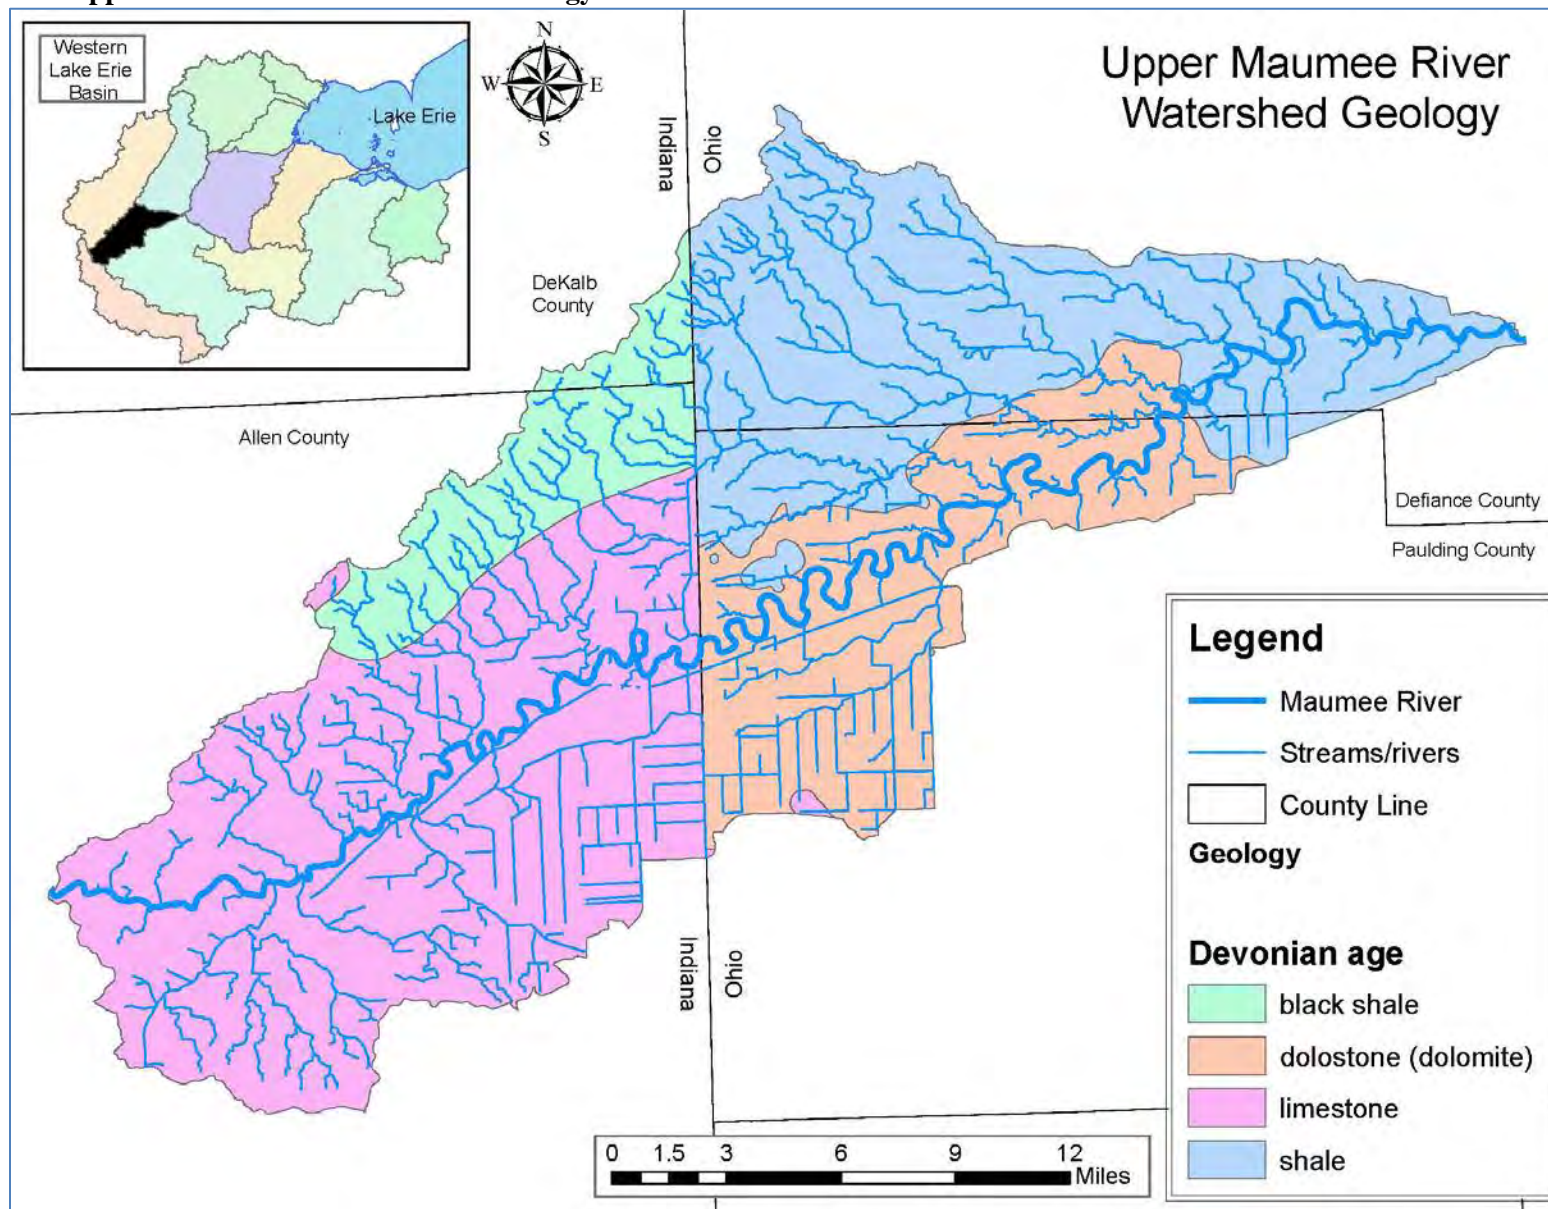 Western
Lake Erie
Basin
Lake Erie
N
W
E
S
Upper Maumee River
Watershed Geology
Indiana
Ohio
DeKalb
County
Allen County
Defiance County
Paulding County
Indiana
Ohio
Legend
Maumee River
Streams/rivers
County Line
Geology
Devonian age
black shale
dolostone (dolomite)
limestone
shale
0 1.5 3 6 9 12
Miles